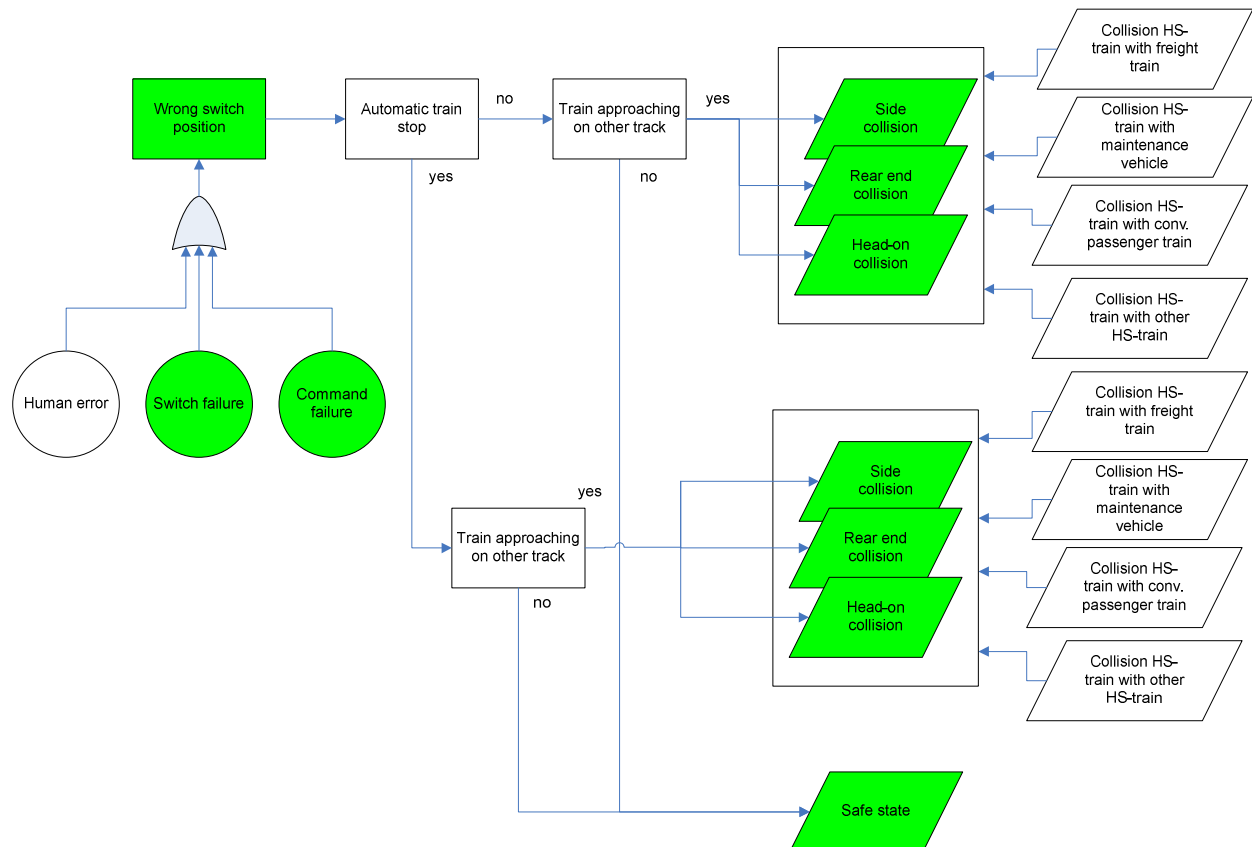 Wrong switch
position
Automatic train
stop
no
Train approaching
on other track
yes
yes
no
Side
collision
Rear end
collision
Head-on
collision
Collision HS-
train with freight
train
Collision HS-
train with
maintenance
vehicle
Collision HS-
train with conv.
passenger train
Collision HS-
train with other
HS-train
Human error
Switch failure
Command
failure
Train approaching
on other track
yes
no
Side
collision
Rear end
collision
Head-on
collision
Collision HS-
train with freight
train
Collision HS-
train with
maintenance
vehicle
Collision HS-
train with conv.
passenger train
Collision HS-
train with other
HS-train
Safe state